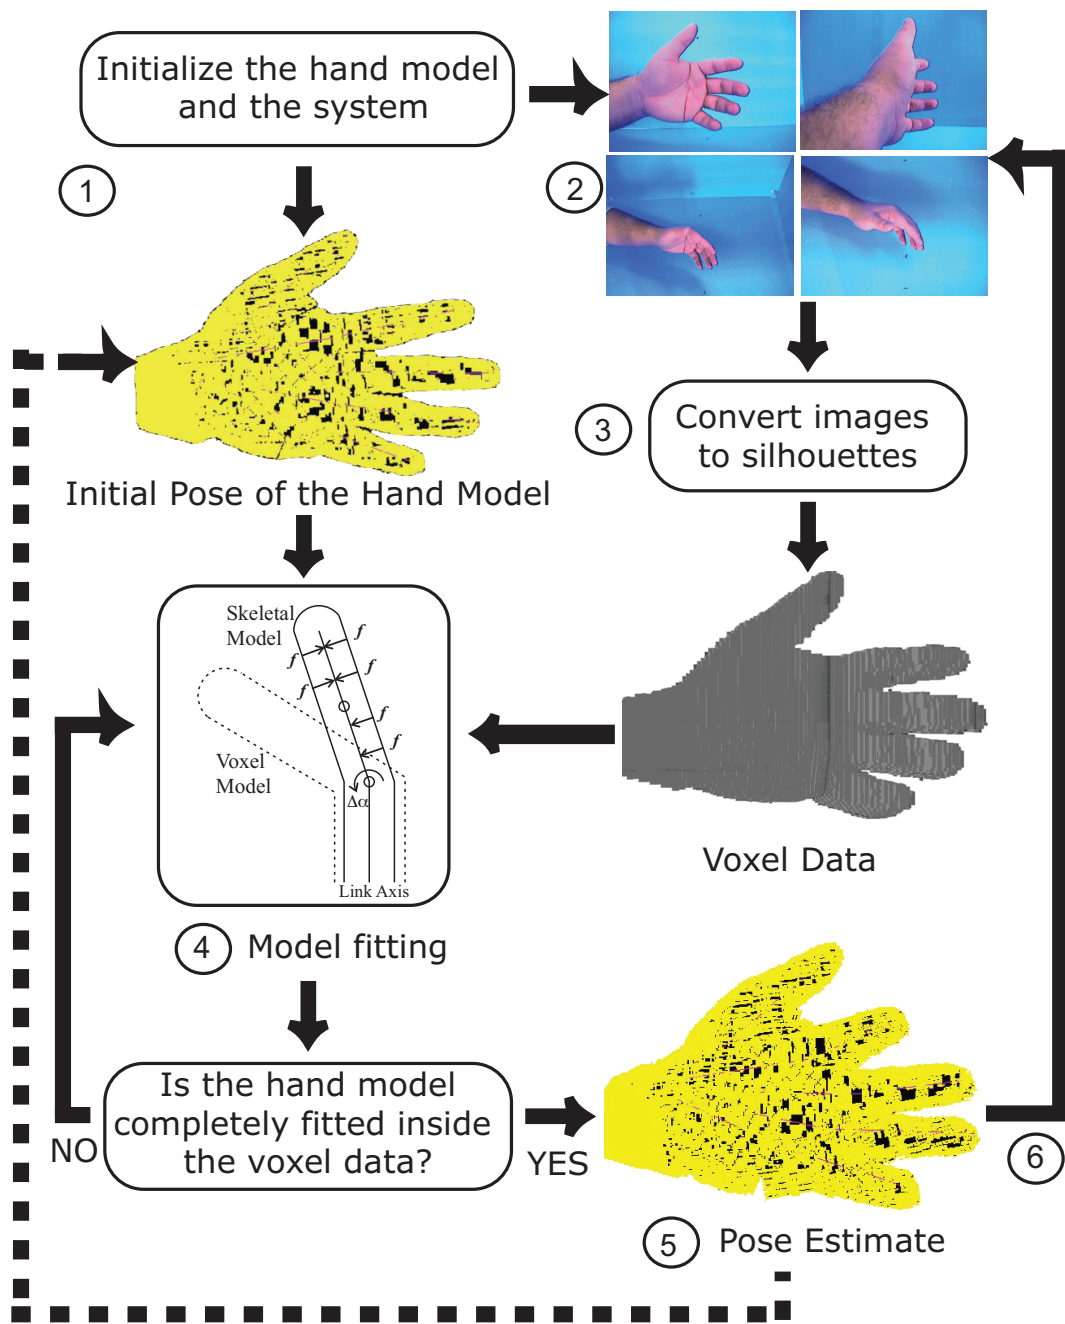 Initialize the hand model
and the system
1
2
3
Convert images
to silhouettes
Initial Pose of the Hand Model
Skeletal
Model
f
f
f
f
f
f
Voxel
Model
Δα
Link Axis
Voxel Data
4
Model fitting
Is the hand model
completely fitted inside
the voxel data?
NO
YES
6
5
Pose Estimate